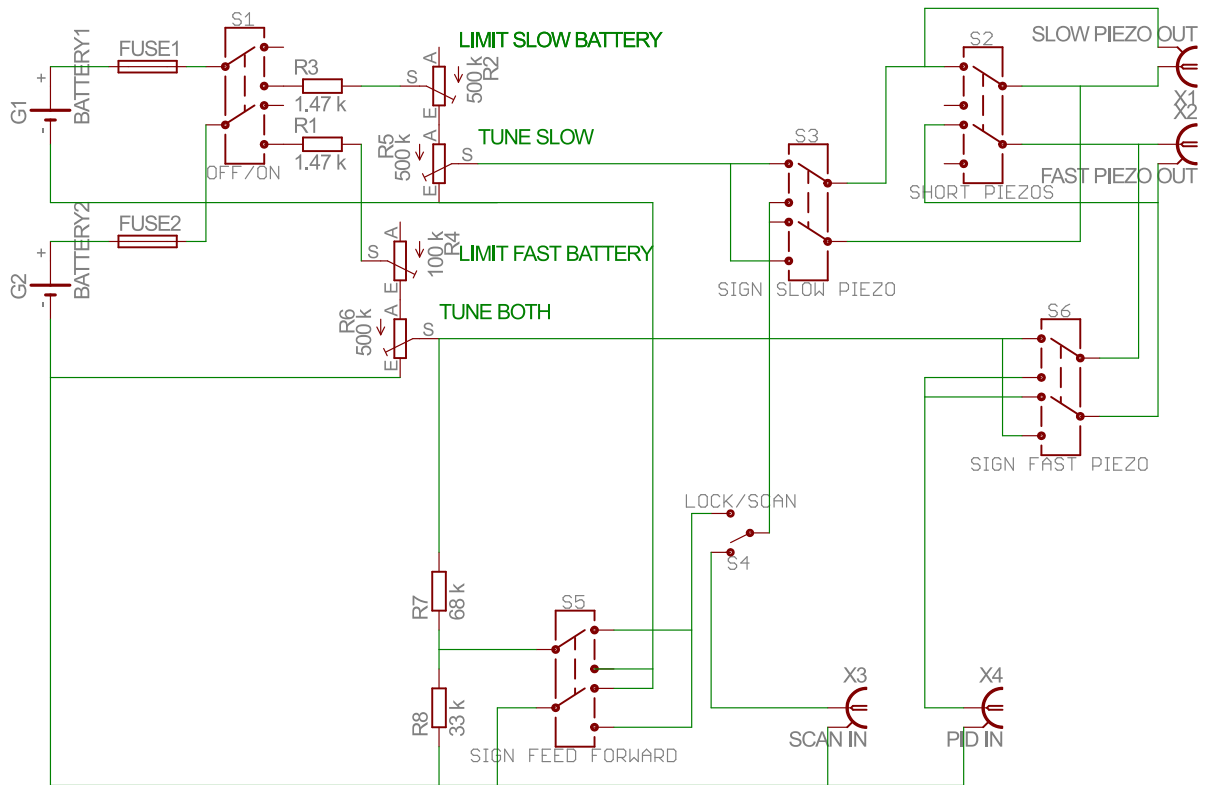 S1
LIMIT SLOW BATTERY
S2
SLOW PIEZO OUT
FUSE1
BATTERY1
G1
+
-
R3
1.47 k
R1
1.47 k
OFF/ON
A
S
E
500 k
R2
X1
X2
TUNE SLOW
A
R5
500 k
S
E
S3
SHORT PIEZOS
FAST PIEZO OUT
FUSE2
BATTERY2
G2
+
-
A
S
E
100 k
R4
LIMIT FAST BATTERY
SIGN SLOW PIEZO
TUNE BOTH
A
R6
500 k
S
E
S6
SIGN FAST PIEZO
LOCK/SCAN
S4
R7
68 k
S5
R8
33 k
SIGN FEED FORWARD
X3
SCAN IN
X4
PID IN